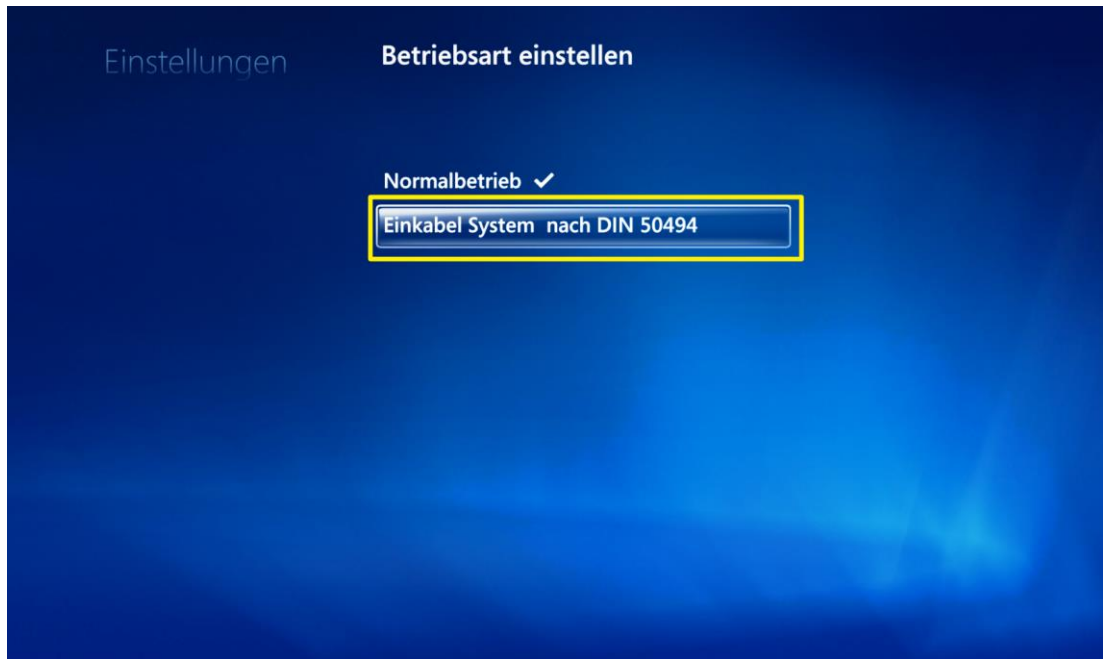 Einstellungen
Betriebsart einstellen
Normalbetrieb ✓
Einkabel System  nach DIN 50494